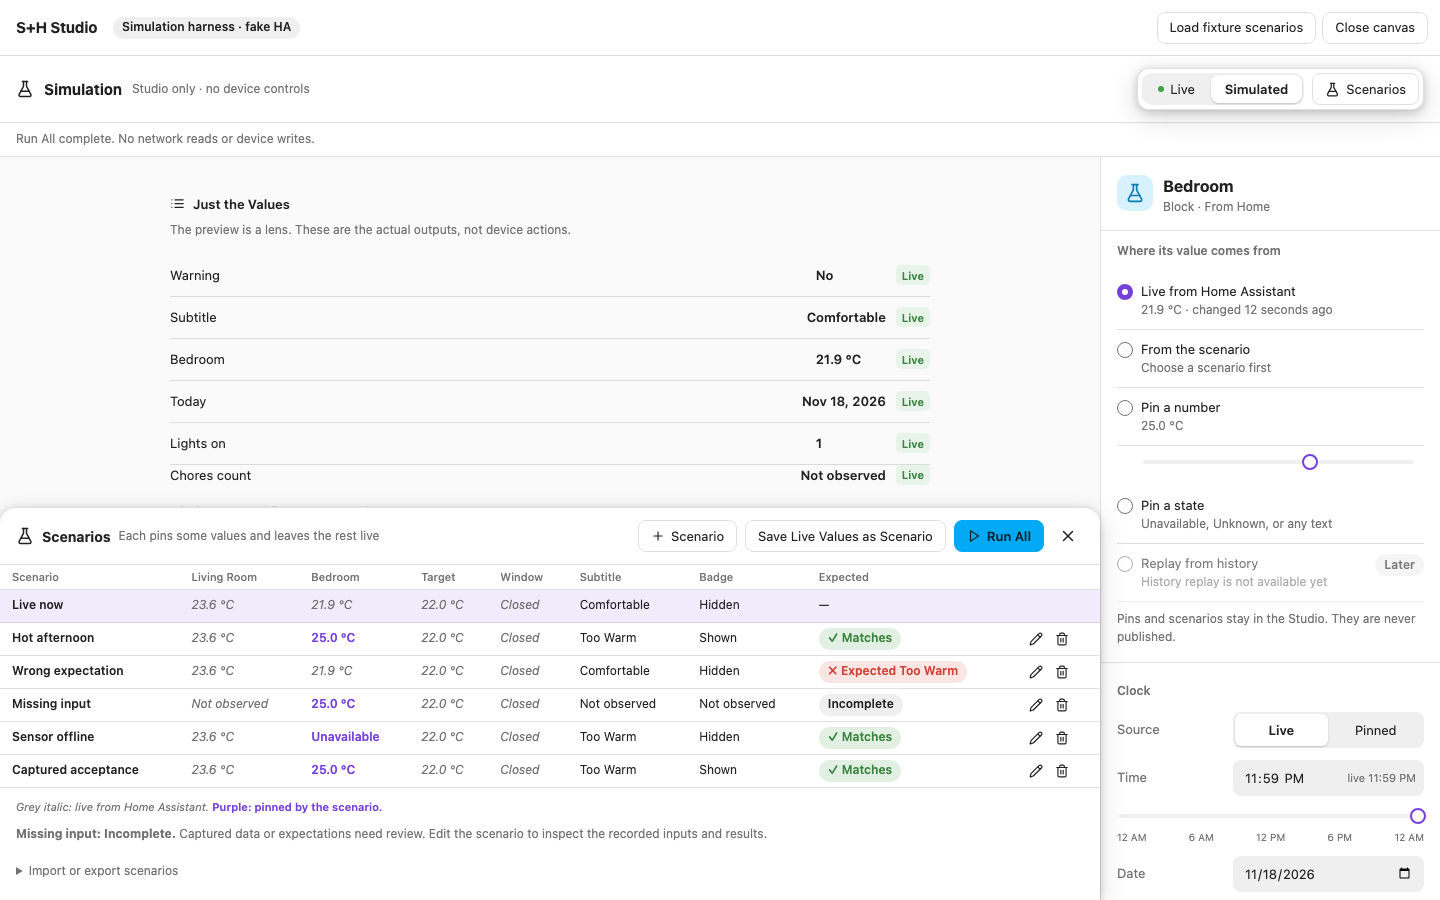 S+H Studio
Simulation harness · fake HA
Load fixture scenarios
Close canvas
Simulation
Studio only · no device controls
Live
Simulated
Scenarios
Run All complete. No network reads or device writes.
Just the Values
The preview is a lens. These are the actual outputs, not device actions.
Warning No Live
Subtitle Comfortable Live
Bedroom 21.9 °C Live
Today Nov 18, 2026 Live
Lights on 1 Live
Chores count Not observed Live
Scenarios
Each pins some values and leaves the rest live
+ Scenario
Save Live Values as Scenario
Run All
Scenario Living Room Bedroom Target Window Subtitle Badge Expected
Live now 23.6 °C 21.9 °C 22.0 °C Closed Comfortable Hidden —
Hot afternoon 23.6 °C 25.0 °C 22.0 °C Closed Too Warm Shown ✓ Matches
Wrong expectation 23.6 °C 21.9 °C 22.0 °C Closed Comfortable Hidden ✕ Expected Too Warm
Missing input Not observed 25.0 °C 22.0 °C Closed Not observed Not observed Incomplete
Sensor offline 23.6 °C Unavailable 22.0 °C Closed Too Warm Hidden ✓ Matches
Captured acceptance 23.6 °C 25.0 °C 22.0 °C Closed Too Warm Shown ✓ Matches
Grey italic: live from Home Assistant. Purple: pinned by the scenario.
Missing input: Incomplete. Captured data or expectations need review. Edit the scenario to inspect the recorded inputs and results.
Import or export scenarios
Bedroom
Block · From Home
Where its value comes from
Live from Home Assistant
21.9 °C · changed 12 seconds ago
From the scenario
Choose a scenario first
Pin a number
25.0 °C
Pin a state
Unavailable, Unknown, or any text
Replay from history
History replay is not available yet
Later
Pins and scenarios stay in the Studio. They are never
published.
Clock
Source Live Pinned
Time 11:59 PM live 11:59 PM
12 AM 6 AM 12 PM 6 PM 12 AM
Date 11/18/2026